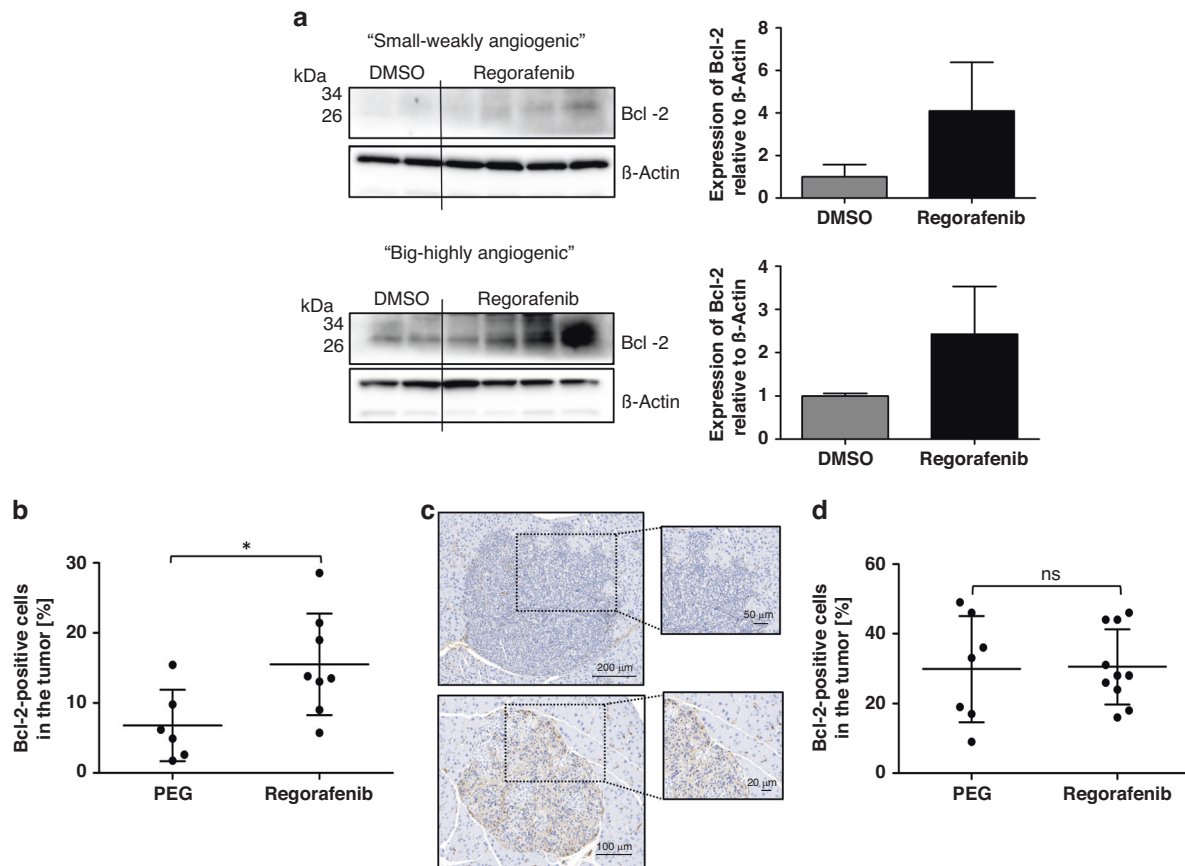 a
“Small-weakly angiogenic”
kDa
DMSO
Regorafenib
34
26
Bcl -2
ß-Actin
Expression of Bcl-2
relative to ß-Actin
8
6
4
2
0
DMSO
Regorafenib
“Big-highly angiogenic”
kDa
DMSO
Regorafenib
34
26
Bcl -2
ß-Actin
Expression of Bcl-2
relative to ß-Actin
4
3
2
1
0
DMSO
Regorafenib
b
Bcl-2-positive cells
in the tumor [%]
30
20
10
0
*
PEG
Regorafenib
c
200 µm
50 µm
100 µm
20 µm
d
Bcl-2-positive cells
in the tumor [%]
60
40
20
0
ns
PEG
Regorafenib